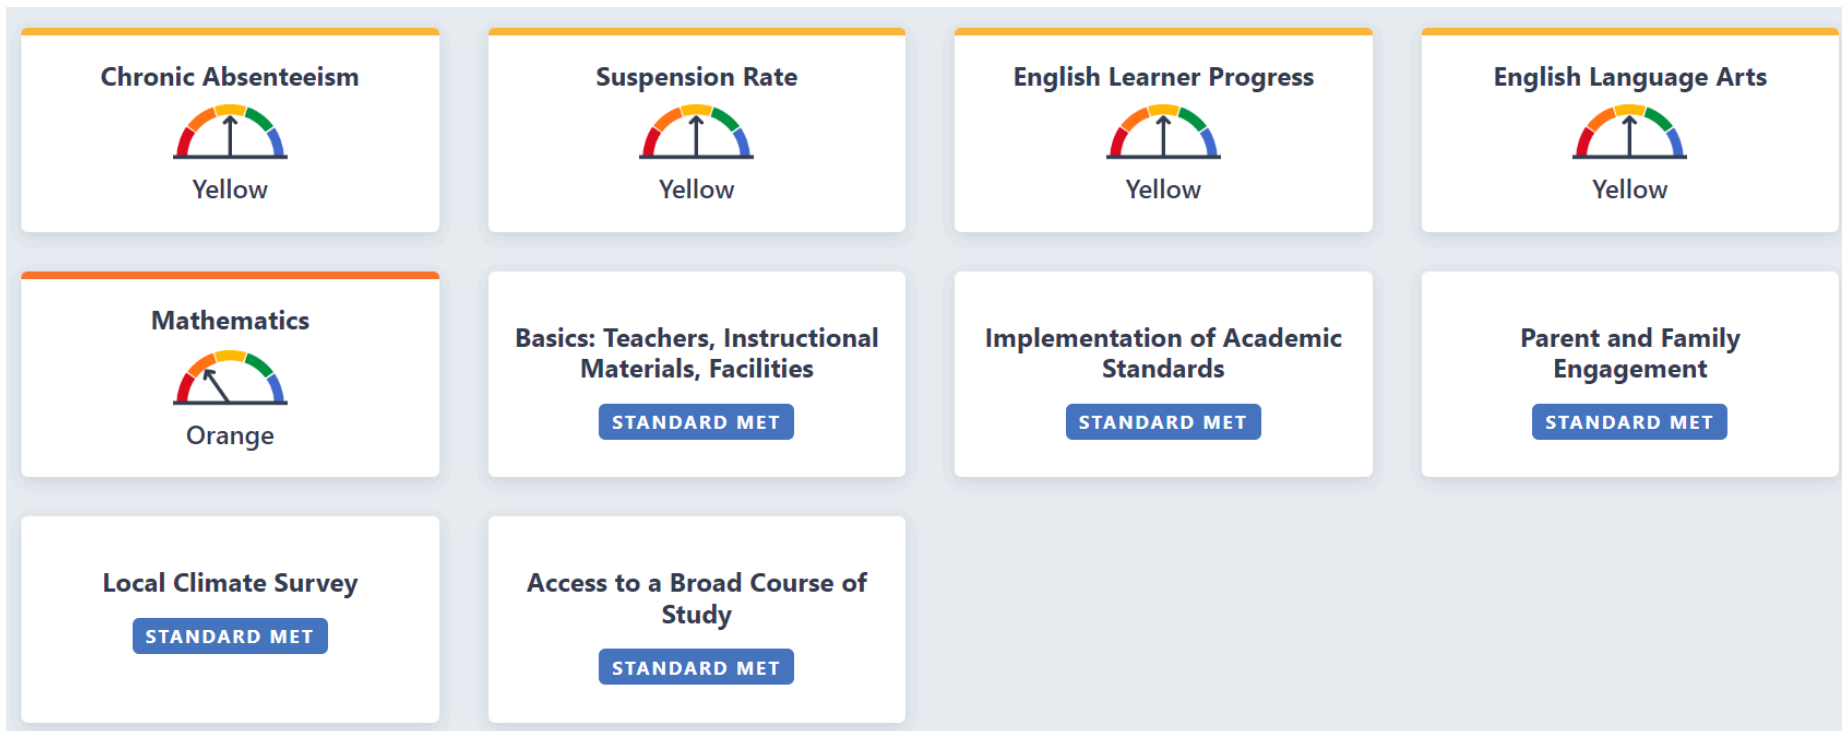 Chronic Absenteeism
Yellow
Suspension Rate
Yellow
English Learner Progress
Yellow
English Language Arts
Yellow
Mathematics
Orange
Basics: Teachers, Instructional
Materials, Facilities
STANDARD MET
Implementation of Academic
Standards
STANDARD MET
Parent and Family
Engagement
STANDARD MET
Local Climate Survey
STANDARD MET
Access to a Broad Course of
Study
STANDARD MET